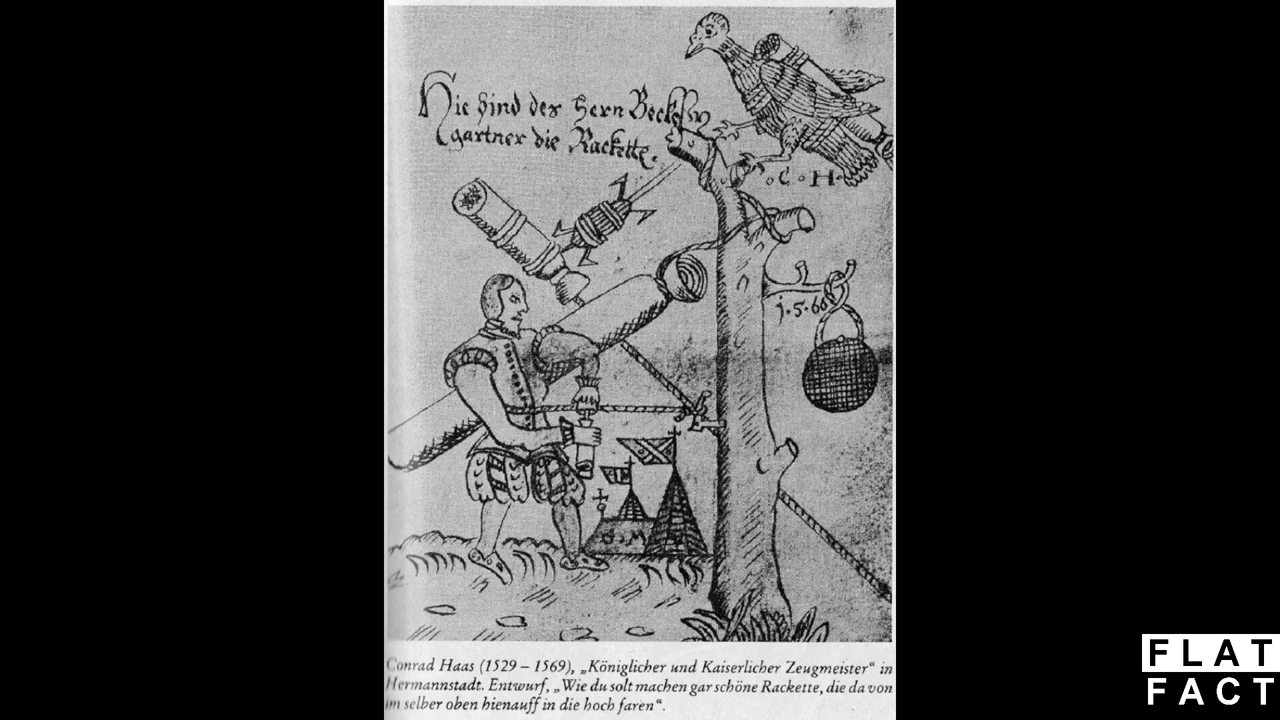 Hie sind der hern Beckessy
gartner die Rackette.
C. H.
1.5.60
Conrad Haas (1529 – 1569), „Königlicher und Kaiserlicher Zeugmeister“ in
Hermannstadt. Entwurf, „Wie du solt machen gar schöne Rackette, die da von
im selber oben hienauff in die hoch faren“.
FLAT
FACT